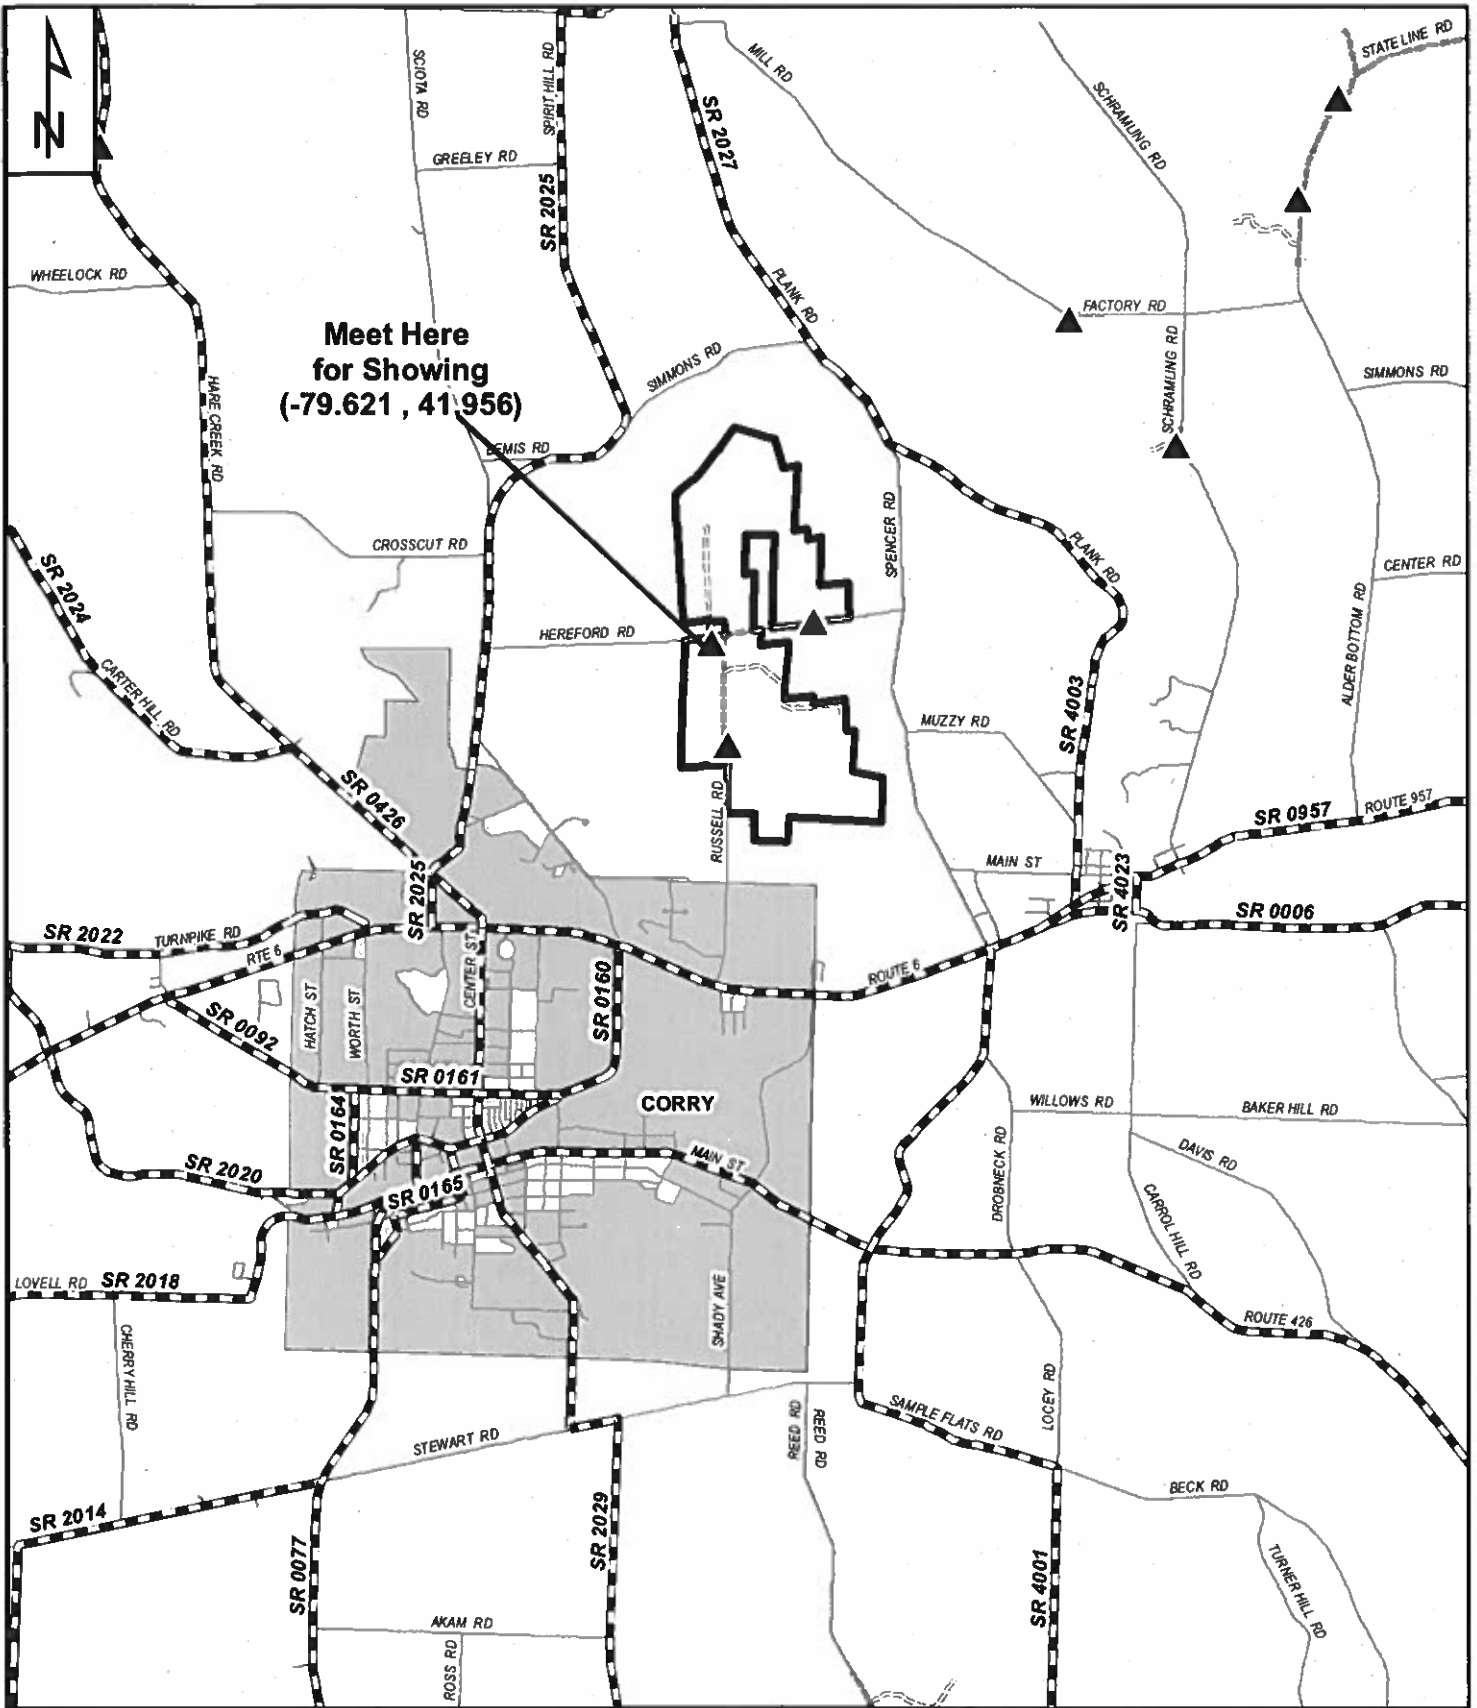 N
STATE LINE RD
MILL RD
SCIOTA RD
SPIRIT HILL RD
SR 2027
SCHRAMLING RD
GREELEY RD
SR 2025
WHEELOCK RD
PLANK RD
FACTORY RD
Meet Here
for Showing
(-79.621 , 41.956)
SIMMONS RD
SCHRAMLING RD
SIMMONS RD
HARE CREEK RD
BEMIS RD
SPENCER RD
CROSSCUT RD
PLANK RD
CENTER RD
SR 2024
HEREFORD RD
ALDER BOTTOM RD
CARTER HILL RD
SR 4003
MUZZY RD
SR 0426
RUSSELL RD
SR 0957
ROUTE 957
MAIN ST
SR 2025
SR 4023
SR 0006
SR 2022
TURNPIKE RD
RTE 6
CENTER ST
ROUTE 6
SR 0160
HATCH ST
WORTH ST
SR 0092
SR 0161
CORRY
WILLOWS RD
BAKER HILL RD
SR 0164
DROBNECK RD
DAVIS RD
MAIN ST
SR 2020
SR 0165
CARROL HILL RD
LOVELL RD
SR 2018
SHADY AVE
ROUTE 426
CHERRY HILL RD
LOCEY RD
SAMPLE FLATS RD
REED RD
REED RD
STEWART RD
BECK RD
SR 2014
SR 2029
SR 0077
SR 4001
TURNER HILL RD
AKAM RD
ROSS RD